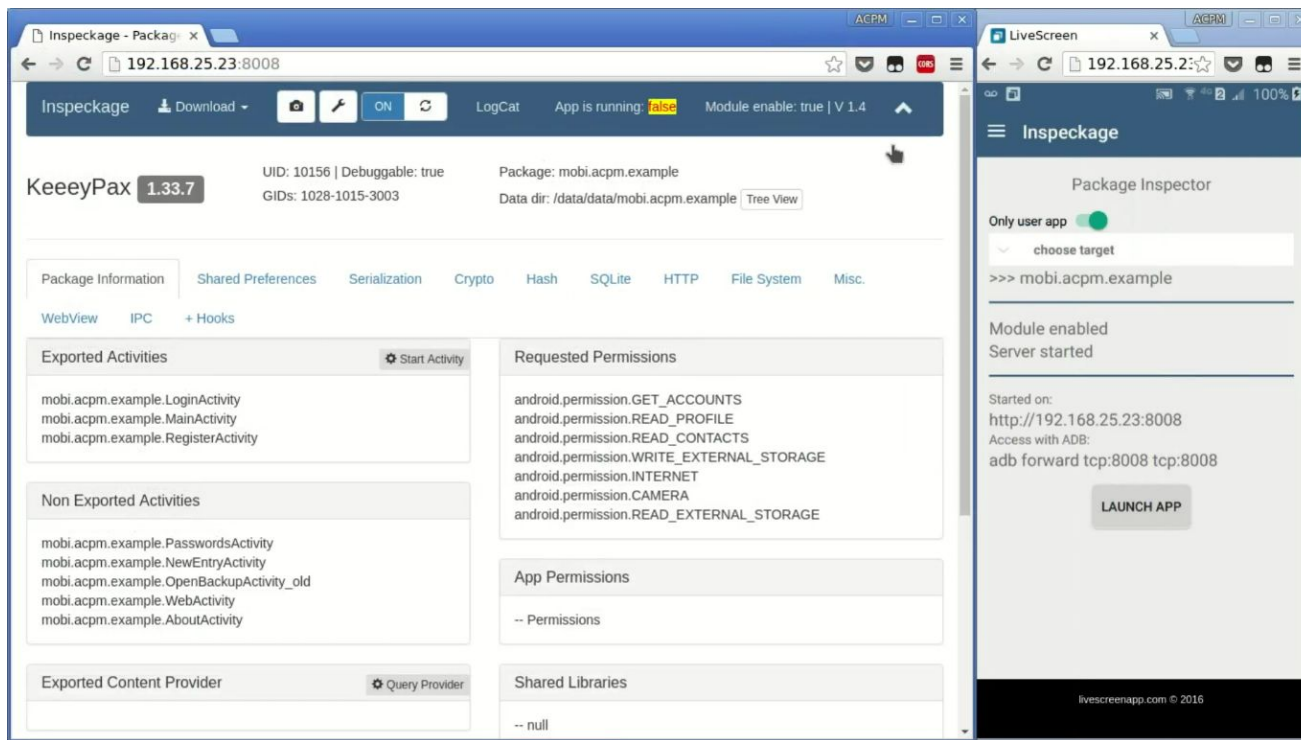 ACPM
Inspeckage - Packag
192.168.25.23:8008
CORS
Inspeckage Download ON LogCat App is running: false Module enable: true | V 1.4
KeeeyPax 1.33.7
UID: 10156 | Debuggable: true
GIDs: 1028-1015-3003
Package: mobi.acpm.example
Data dir: /data/data/mobi.acpm.example Tree View
Package Information Shared Preferences Serialization Crypto Hash SQLite HTTP File System Misc.
WebView IPC + Hooks
Exported Activities Start Activity
mobi.acpm.example.LoginActivity
mobi.acpm.example.MainActivity
mobi.acpm.example.RegisterActivity
Non Exported Activities
mobi.acpm.example.PasswordsActivity
mobi.acpm.example.NewEntryActivity
mobi.acpm.example.OpenBackupActivity_old
mobi.acpm.example.WebActivity
mobi.acpm.example.AboutActivity
Exported Content Provider Query Provider
Requested Permissions
android.permission.GET_ACCOUNTS
android.permission.READ_PROFILE
android.permission.READ_CONTACTS
android.permission.WRITE_EXTERNAL_STORAGE
android.permission.INTERNET
android.permission.CAMERA
android.permission.READ_EXTERNAL_STORAGE
App Permissions
-- Permissions
Shared Libraries
-- null
ACPM
LiveScreen
192.168.25.2
4G 2 100%
Inspeckage
Package Inspector
Only user app
choose target
>>> mobi.acpm.example
Module enabled
Server started
Started on:
http://192.168.25.23:8008
Access with ADB:
adb forward tcp:8008 tcp:8008
LAUNCH APP
livescreenapp.com © 2016